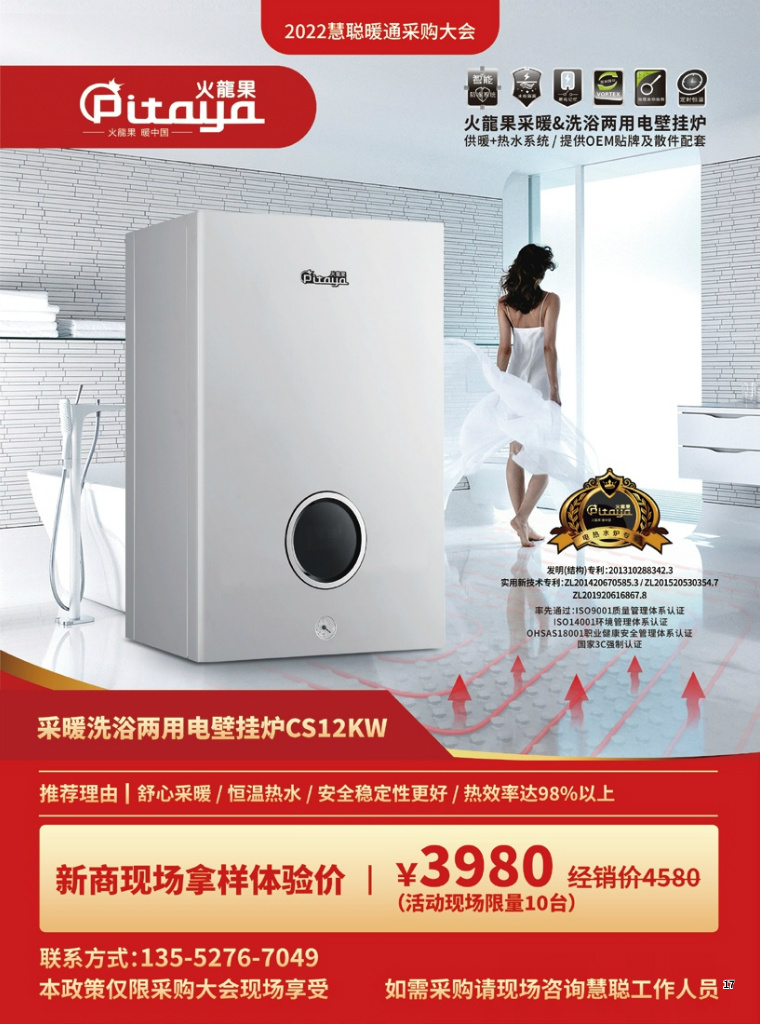 2022慧聪暖通采购大会
火龍果
Pitaya
火龍果 暖中国
智能
VORTEX
火龍果采暖&洗浴两用电壁挂炉
供暖+热水系统 / 提供OEM贴牌及散件配套
火龍果
Pitaya
火龍果
Pitaya
发明(结构)专利:201310288342.3
实用新技术专利:ZL201420670585.3 / ZL201520530354.7
ZL201920616867.8
率先通过:ISO9001质量管理体系认证
ISO14001环境管理体系认证
OHSAS18001职业健康安全管理体系认证
国家3C强制认证
采暖洗浴两用电壁挂炉CS12KW
推荐理由 | 舒心采暖 / 恒温热水 / 安全稳定性更好 / 热效率达98%以上
新商现场拿样体验价 | ¥3980 经销价4580
(活动现场限量10台)
联系方式:135-5276-7049
本政策仅限采购大会现场享受 如需采购请现场咨询慧聪工作人员
17